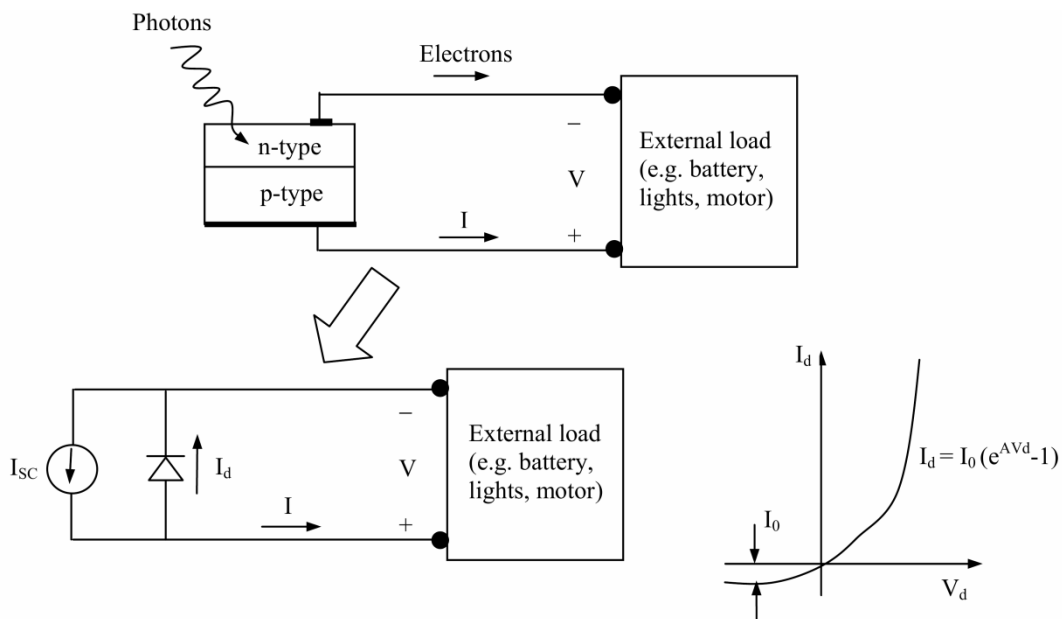 Photons
Electrons
n-type
p-type
−
V
+
I
External load
(e.g. battery,
lights, motor)
I_SC
I_d
−
V
+
I
External load
(e.g. battery,
lights, motor)
I_d
I_d = I_0 (e^{AVd}-1)
I_0
V_d